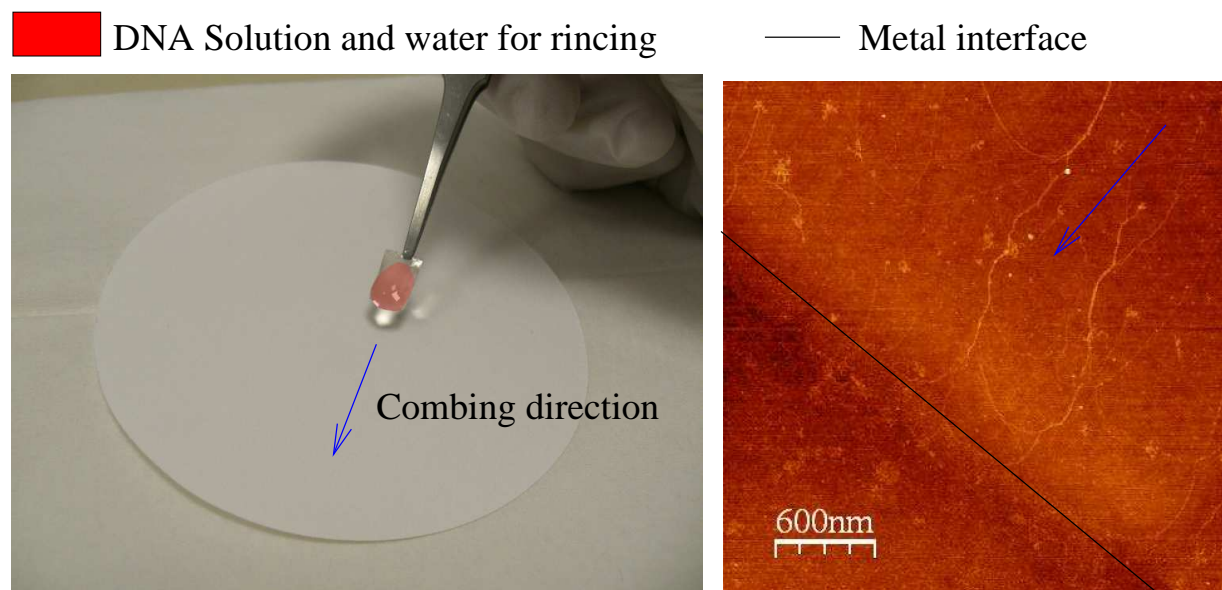 DNA Solution and water for rincing
Metal interface
Combing direction
600nm